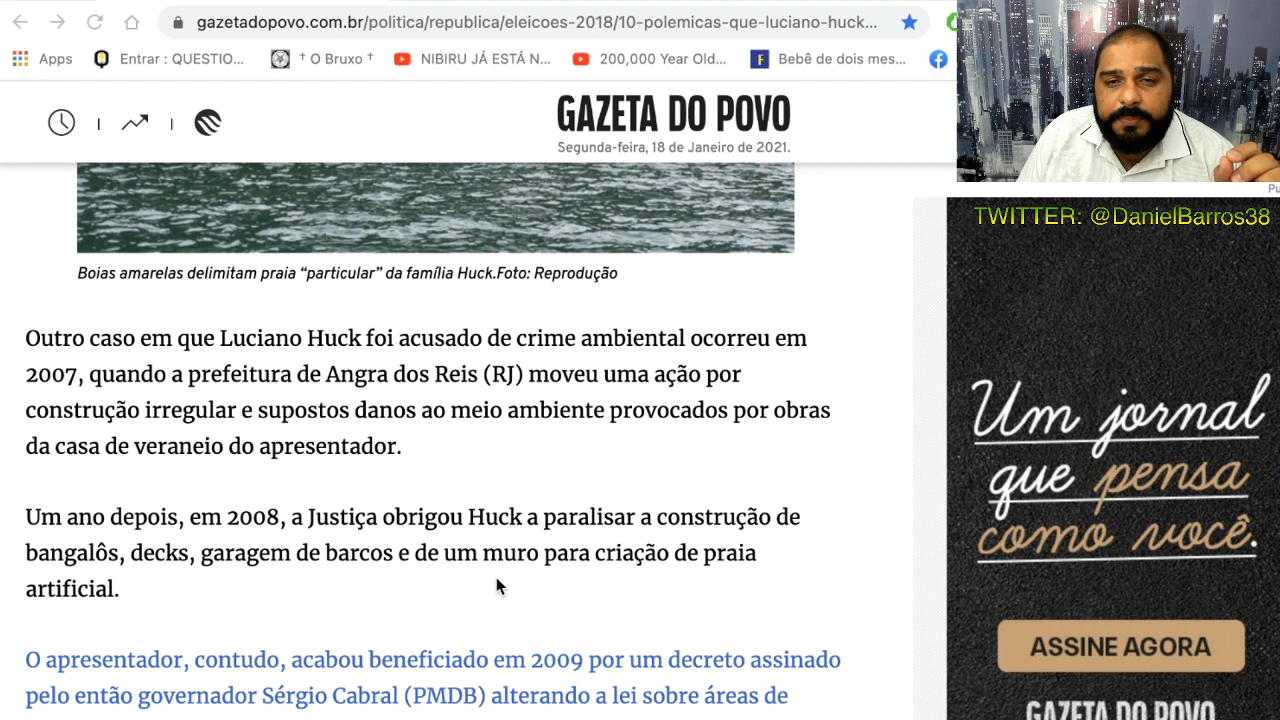 gazetadopovo.com.br/politica/republica/eleicoes-2018/10-polemicas-que-luciano-huck...
Apps
Entrar : QUESTIO...
† O Bruxo †
NIBIRU JÁ ESTÁ N...
200,000 Year Old...
Bebê de dois mes...
GAZETA DO POVO
Segunda-feira, 18 de Janeiro de 2021.
Pu
TWITTER: @DanielBarros38
Boias amarelas delimitam praia “particular” da família Huck.Foto: Reprodução
Outro caso em que Luciano Huck foi acusado de crime ambiental ocorreu em
2007, quando a prefeitura de Angra dos Reis (RJ) moveu uma ação por
construção irregular e supostos danos ao meio ambiente provocados por obras
da casa de veraneio do apresentador.
Um ano depois, em 2008, a Justiça obrigou Huck a paralisar a construção de
bangalôs, decks, garagem de barcos e de um muro para criação de praia
artificial.
O apresentador, contudo, acabou beneficiado em 2009 por um decreto assinado
pelo então governador Sérgio Cabral (PMDB) alterando a lei sobre áreas de
Um jornal
que pensa
como você.
ASSINE AGORA
GAZETA DO POVO